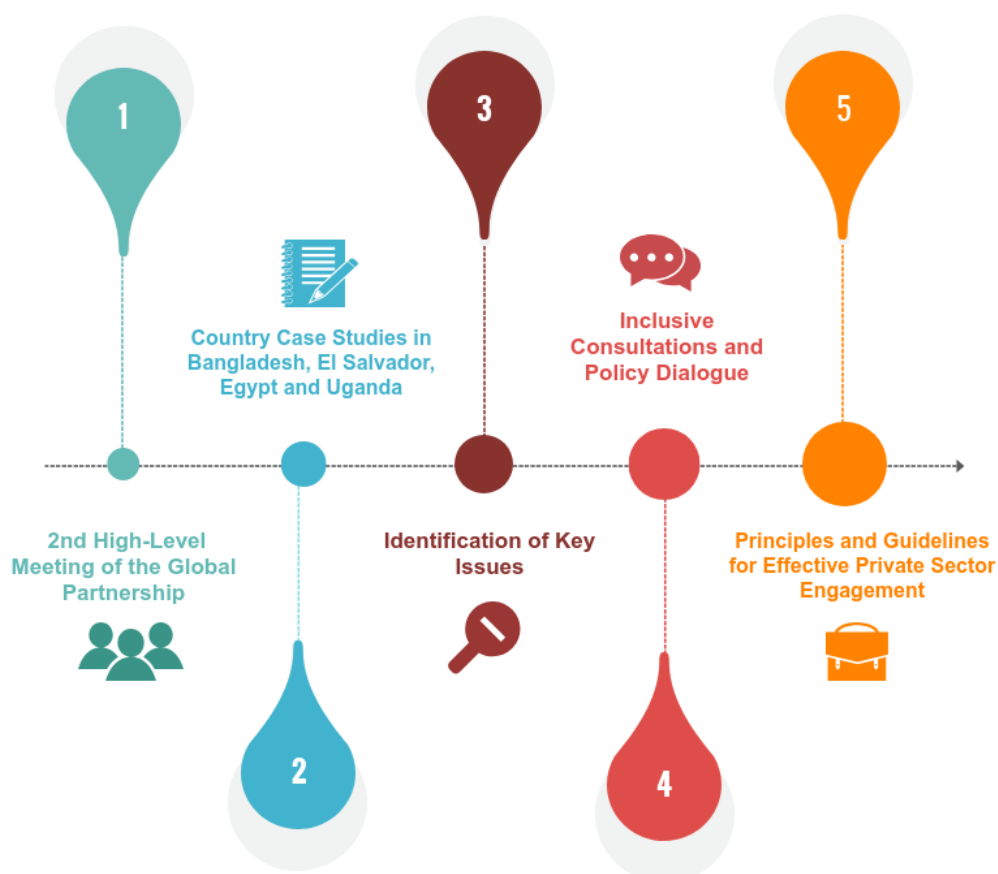 1
2nd High-Level
Meeting of the Global
Partnership
2
Country Case Studies in
Bangladesh, El Salvador,
Egypt and Uganda
3
Identification of Key
Issues
4
Inclusive
Consultations and
Policy Dialogue
5
Principles and Guidelines
for Effective Private Sector
Engagement